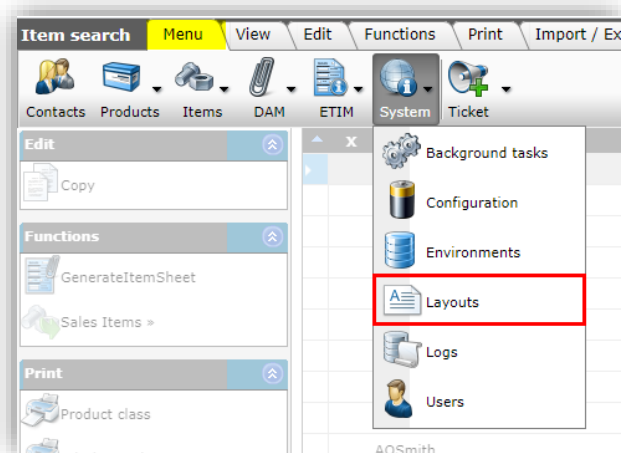 Item search Menu View Edit Functions Print Import / Ex
Contacts Products Items DAM ETIM System Ticket
Edit
Copy
Functions
GenerateItemSheet
Sales Items »
Print
Product class
X
Background tasks
Configuration
Environments
Layouts
Logs
Users
AOSmith